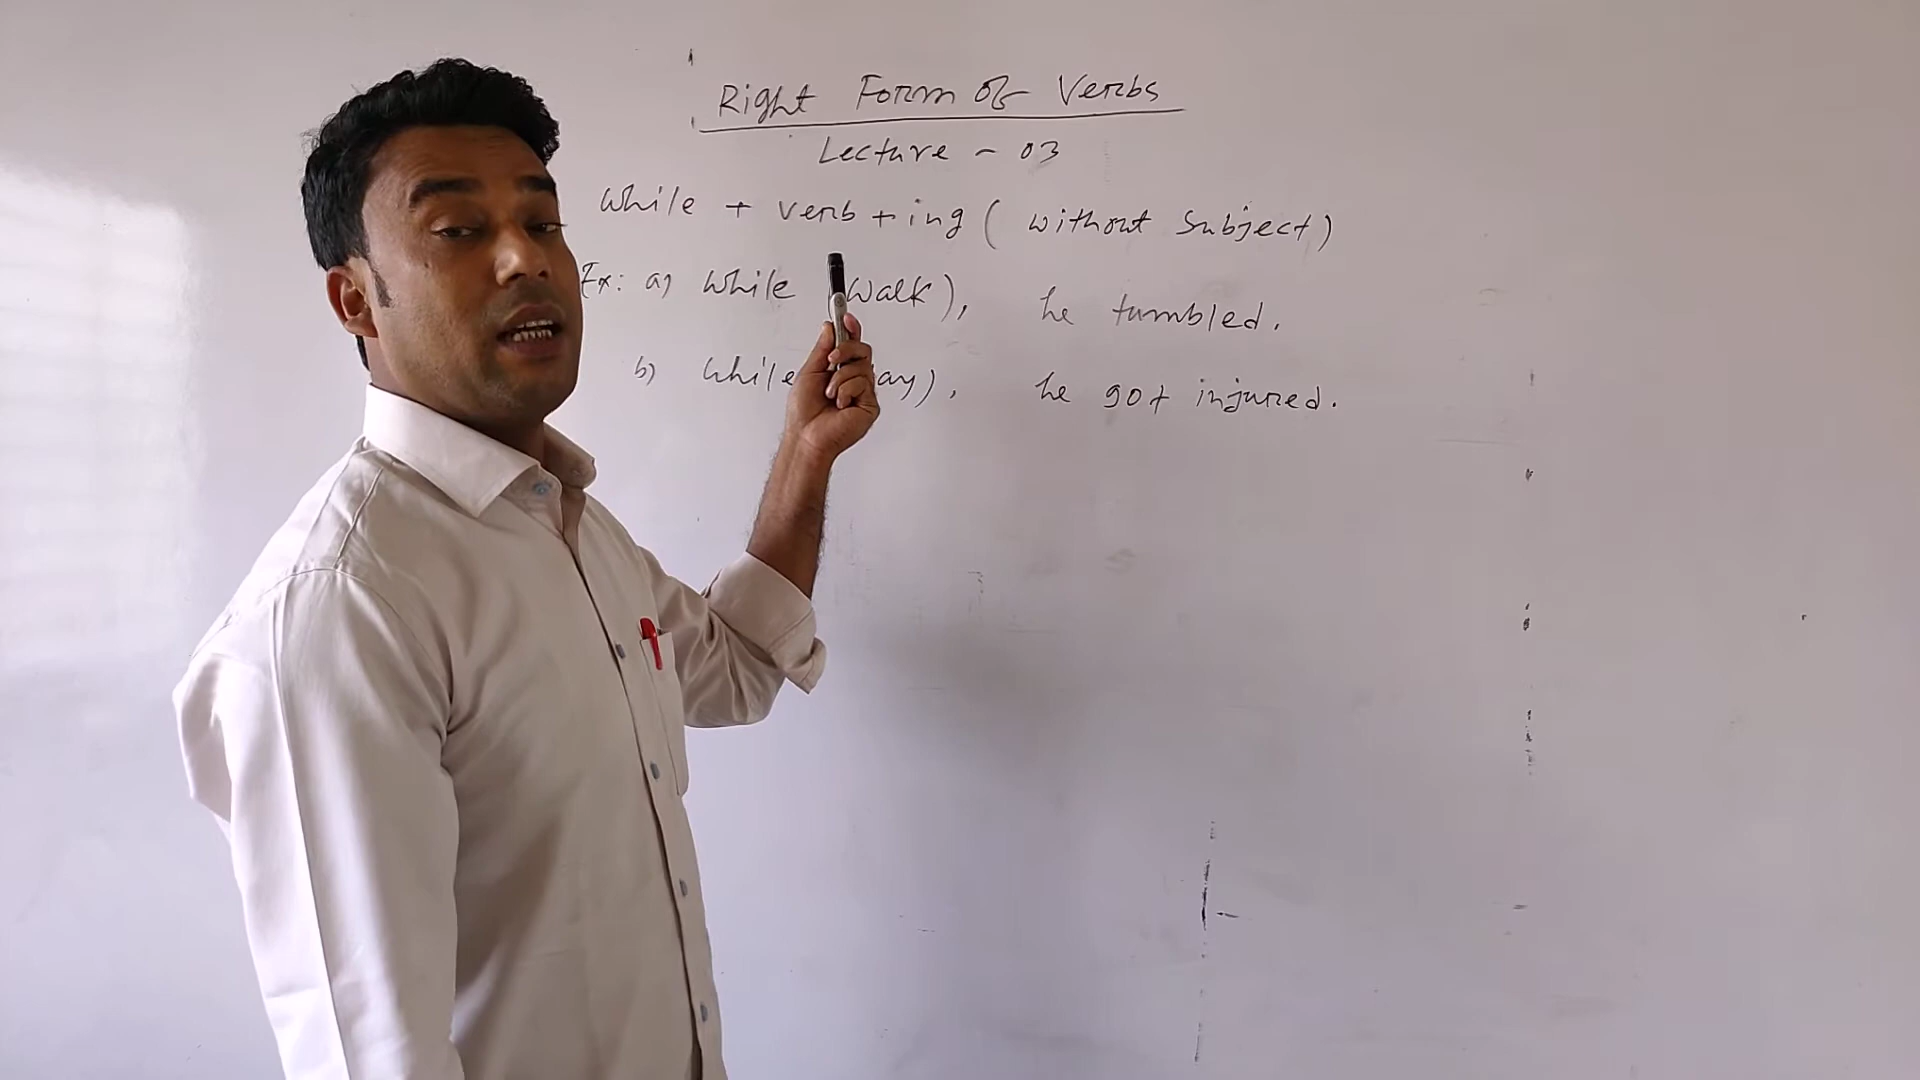 Right Form Of Verbs
Lecture - 03
While + verb + ing ( without Subject )
Ex: a) While (walk), he tumbled.
b) While ay), he got injured.